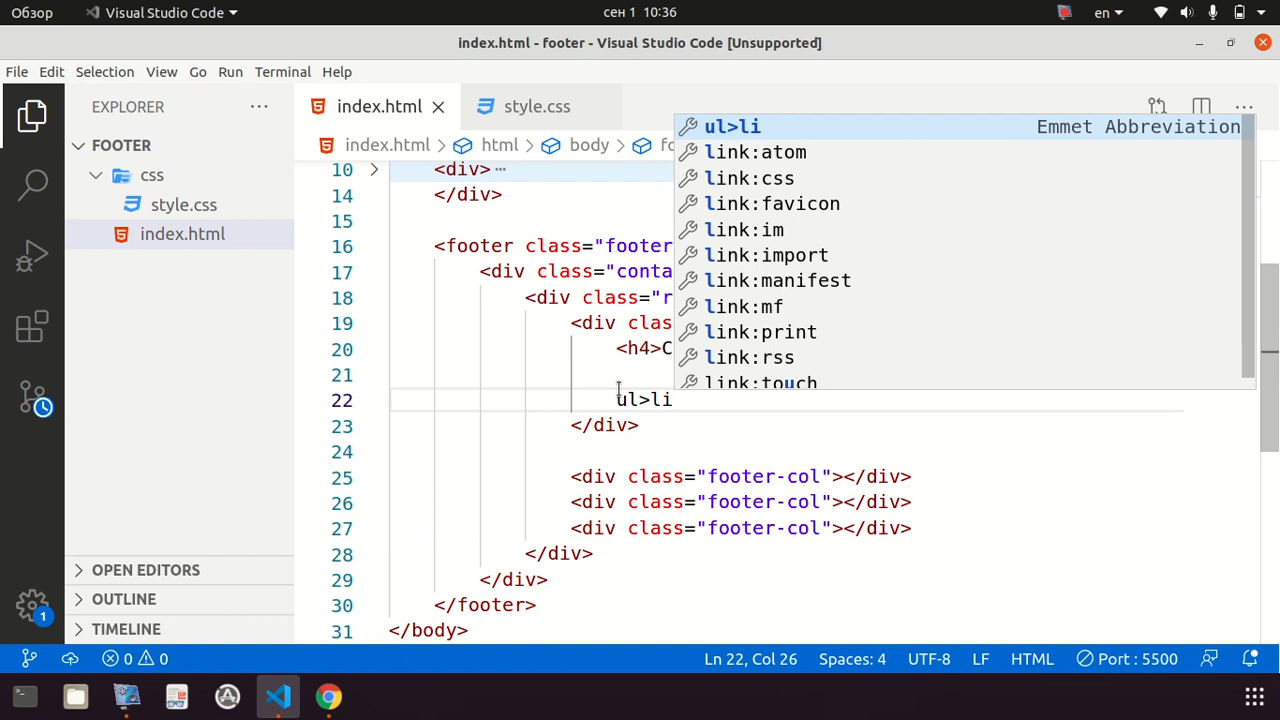 Обзор
Visual Studio Code
сен 1 10:36
en
index.html - footer - Visual Studio Code [Unsupported]
File Edit Selection View Go Run Terminal Help
EXPLORER
FOOTER
css
style.css
index.html
OPEN EDITORS
OUTLINE
TIMELINE
1
index.html
style.css
index.html > html > body >
10 <div>⋯
14 </div>
15
16 <footer class="footer
17 <div class="conta
18 <div class="r
19 <div clas
20 <h4>C
21
22 ul>li
23 </div>
24
25 <div class="footer-col"></div>
26 <div class="footer-col"></div>
27 <div class="footer-col"></div>
28 </div>
29 </div>
30 </footer>
31 </body>
ul>li Emmet Abbreviation
link:atom
link:css
link:favicon
link:im
link:import
link:manifest
link:mf
link:print
link:rss
link:touch
0 0
Ln 22, Col 26 Spaces: 4 UTF-8 LF HTML Port : 5500